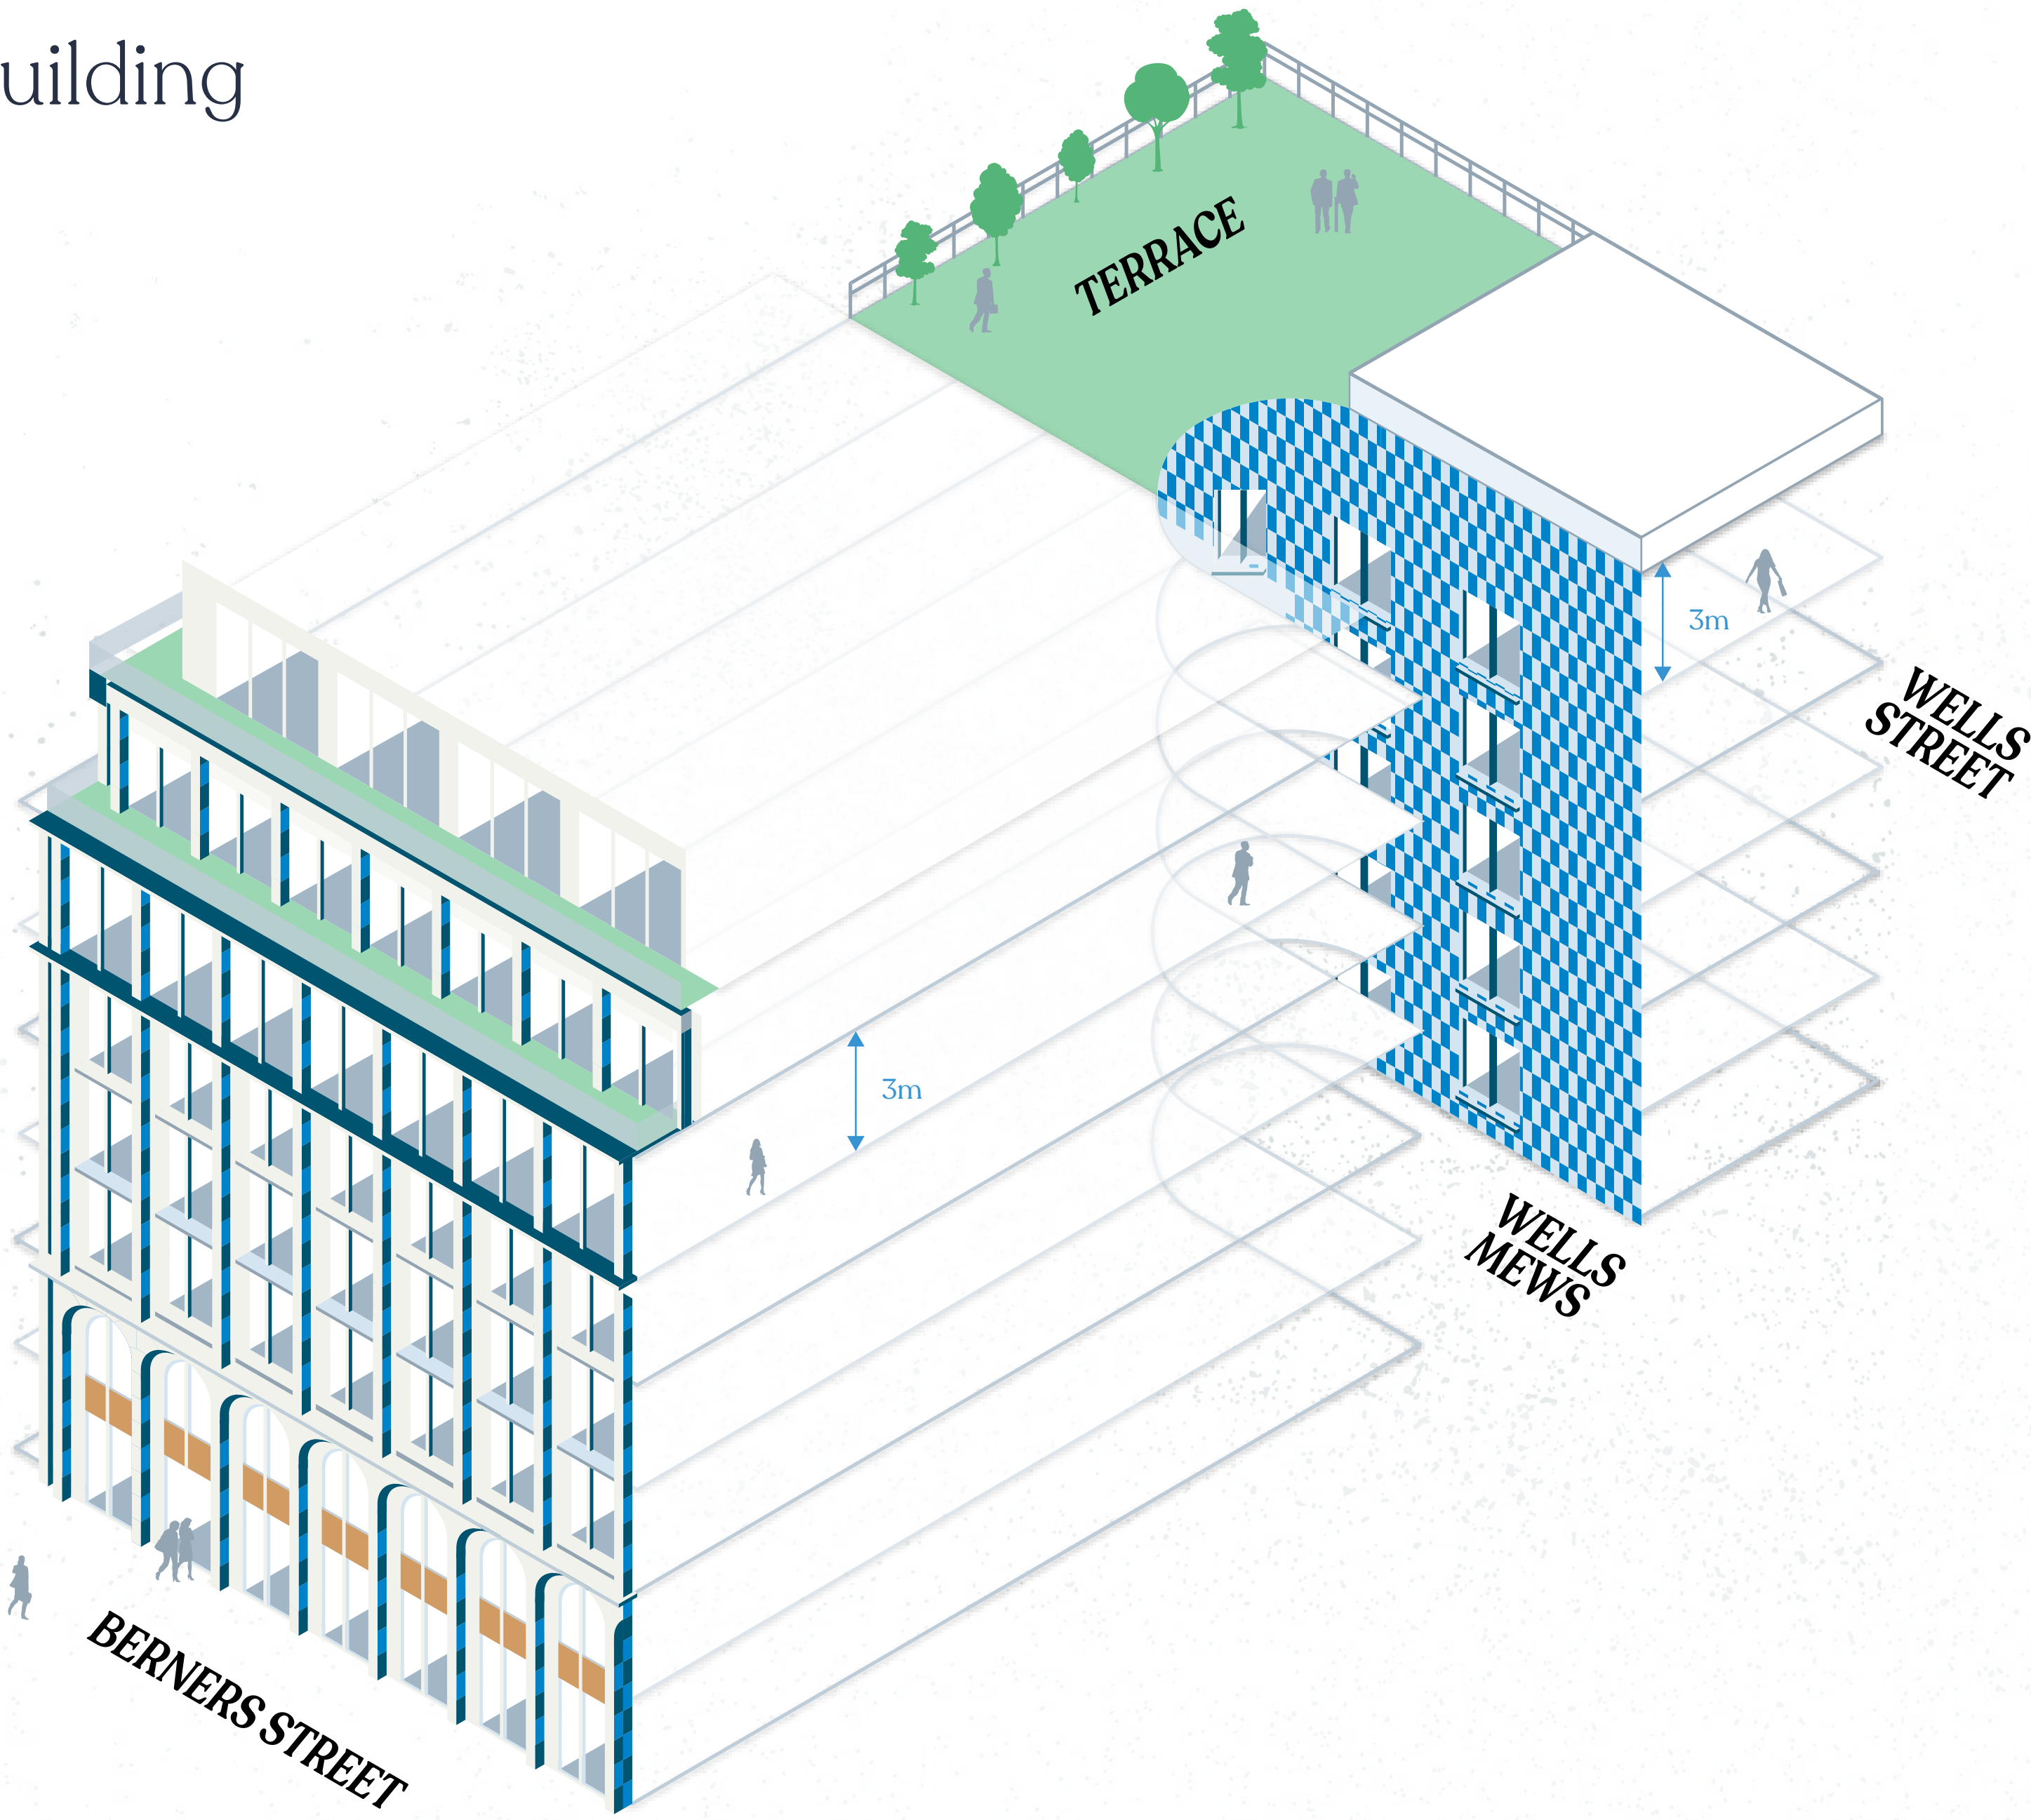 uilding
TERRACE
3m
WELLS
STREET
3m
WELLS
MEWS
BERNERS STREET